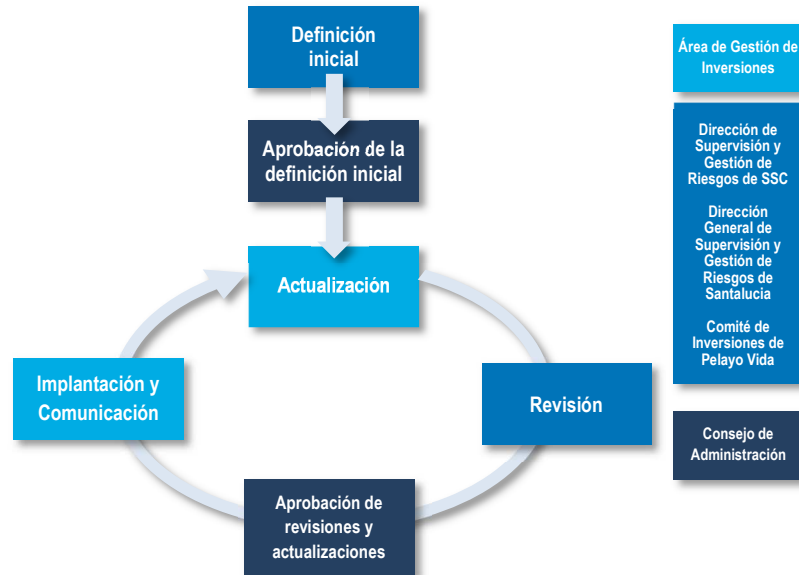 Definición
inicial
Aprobación de la
definición inicial
Actualización
Implantación y
Comunicación
Revisión
Aprobación de
revisiones y
actualizaciones
Área de Gestión de
Inversiones
Dirección de
Supervisión y
Gestión de
Riesgos de SSC
Dirección
General de
Supervisión y
Gestión de
Riesgos de
Santalucia
Comité de
Inversiones de
Pelayo Vida
Consejo de
Administración